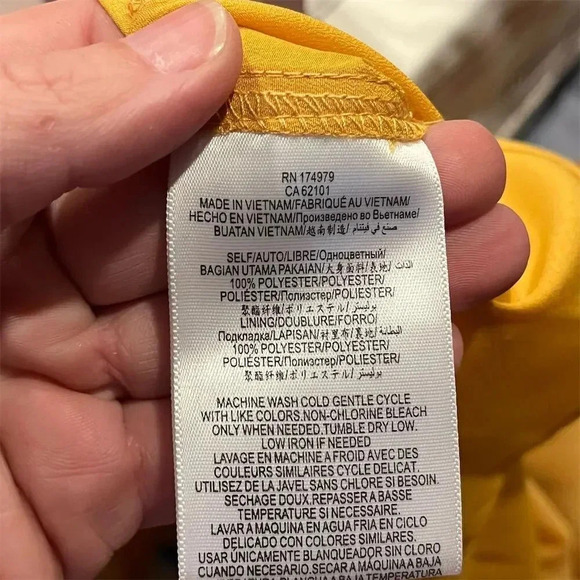 RN 174979
CA 62101
MADE IN VIETNAM/FABRIQUÉ AU VIETNAM/
HECHO EN VIETNAM/Произведено во Вьетнаме/
BUATAN VIETNAM/越南制造/صنع في فيتنام
SELF/AUTO/LIBRE/Одноцветный/
BAGIAN UTAMA PAKAIAN/大身面料/表地/الذات
100% POLYESTER/POLYESTER/
POLIÉSTER/Полиэстер/POLIESTER/
聚酯纤维/ポリエステル/بوليستر
LINING/DOUBLURE/FORRO/
Подкладка/LAPISAN/衬里布/裏地/البطانة
100% POLYESTER/POLYESTER/
POLIÉSTER/Полиэстер/POLIESTER/
聚酯纤维/ポリエステル/بوليستر
MACHINE WASH COLD GENTLE CYCLE
WITH LIKE COLORS.NON-CHLORINE BLEACH
ONLY WHEN NEEDED.TUMBLE DRY LOW.
LOW IRON IF NEEDED
LAVAGE EN MACHINE A FROID AVEC DES
COULEURS SIMILAIRES CYCLE DELICAT.
UTILISEZ DE LA JAVEL SANS CHLORE SI BESOIN.
SECHAGE DOUX.REPASSER A BASSE
TEMPERATURE SI NECESSAIRE.
LAVAR A MAQUINA EN AGUA FRIA EN CICLO
DELICADO CON COLORES SIMILARES.
USAR ÚNICAMENTE BLANQUEADOR SIN CLORO
CUANDO NECESARIO.SECAR A MAQUINA A BAJA